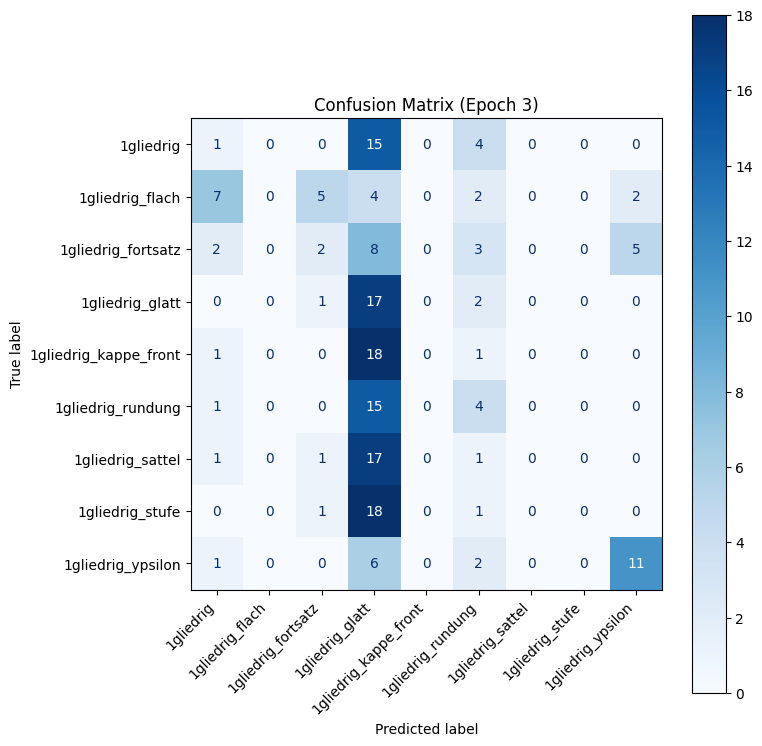 Confusion Matrix (Epoch 3)
True label
1gliedrig 1 0 0 15 0 4 0 0 0
1gliedrig_flach 7 0 5 4 0 2 0 0 2
1gliedrig_fortsatz 2 0 2 8 0 3 0 0 5
1gliedrig_glatt 0 0 1 17 0 2 0 0 0
1gliedrig_kappe_front 1 0 0 18 0 1 0 0 0
1gliedrig_rundung 1 0 0 15 0 4 0 0 0
1gliedrig_sattel 1 0 1 17 0 1 0 0 0
1gliedrig_stufe 0 0 1 18 0 1 0 0 0
1gliedrig_ypsilon 1 0 0 6 0 2 0 0 11
1gliedrig
1gliedrig_flach
1gliedrig_fortsatz
1gliedrig_glatt
1gliedrig_kappe_front
1gliedrig_rundung
1gliedrig_sattel
1gliedrig_stufe
1gliedrig_ypsilon
Predicted label
18
16
14
12
10
8
6
4
2
0